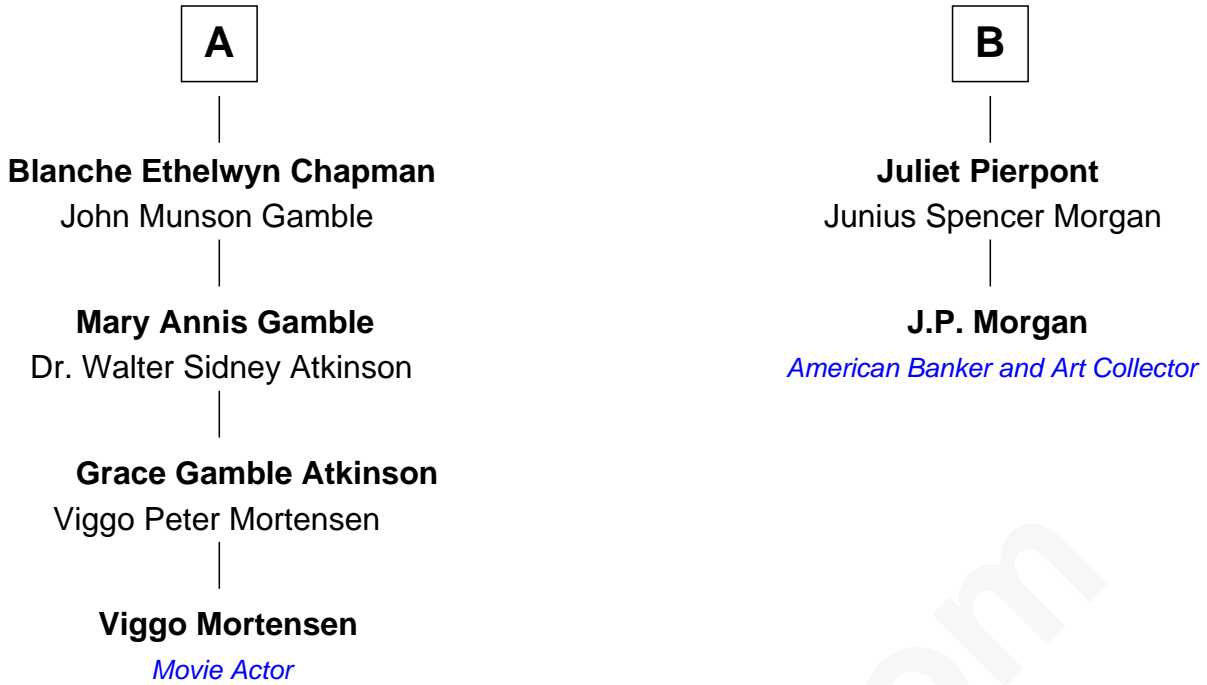 A
Blanche Ethelwyn Chapman
John Munson Gamble
Mary Annis Gamble
Dr. Walter Sidney Atkinson
Grace Gamble Atkinson
Viggo Peter Mortensen
Viggo Mortensen
Movie Actor
B
Juliet Pierpont
Junius Spencer Morgan
J.P. Morgan
American Banker and Art Collector
om